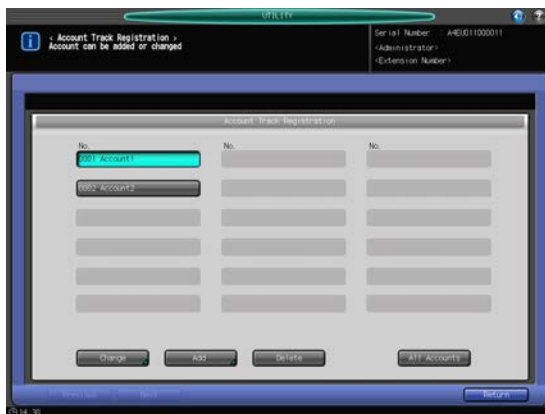 UTILITY
‹ Account Track Registration ›
Account can be added or changed
Serial Number : A4EU011000011
‹Administrator›
‹Extension Number›
Account Track Registration
No. No. No.
0001 Account1
0002 Account2
Change Add Delete All Accounts
Previous Next Return
14:30